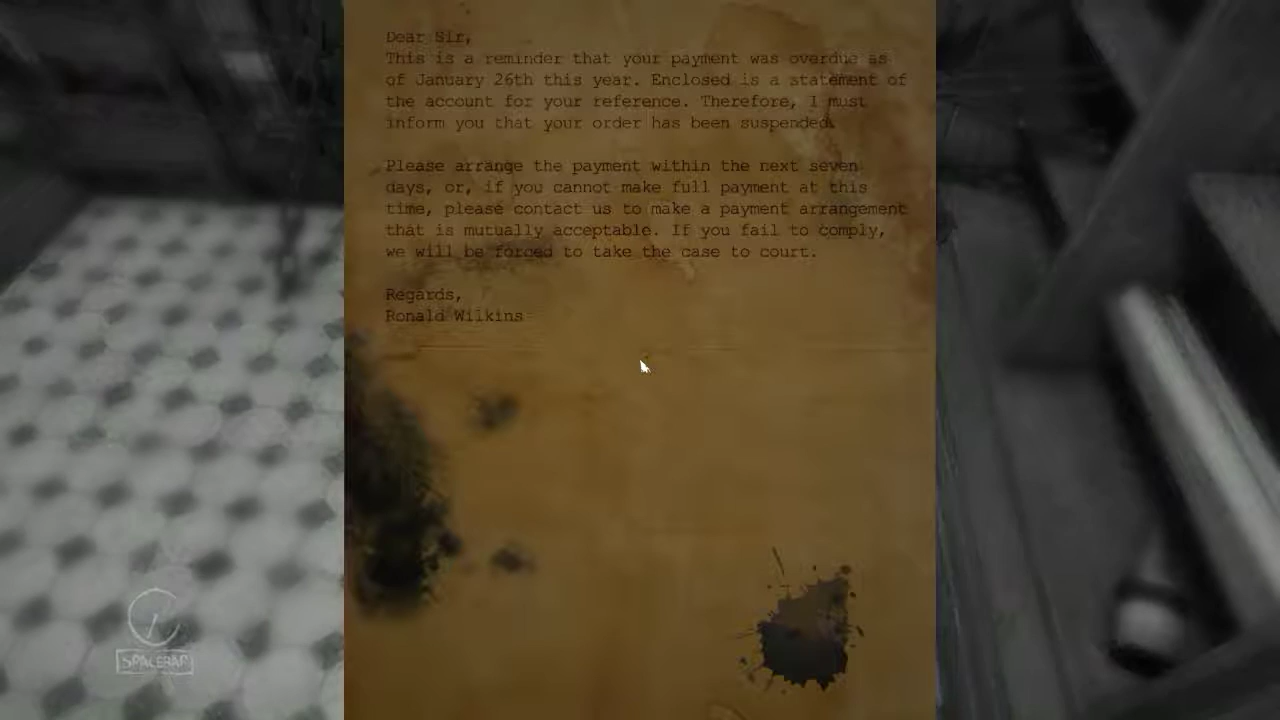 Dear Sir,
This is a reminder that your payment was overdue as
of January 26th this year. Enclosed is a statement of
the account for your reference. Therefore, I must
inform you that your order has been suspended.
Please arrange the payment within the next seven
days, or, if you cannot make full payment at this
time, please contact us to make a payment arrangement
that is mutually acceptable. If you fail to comply,
we will be forced to take the case to court.
Regards,
Ronald Wilkins
SPACEBAR